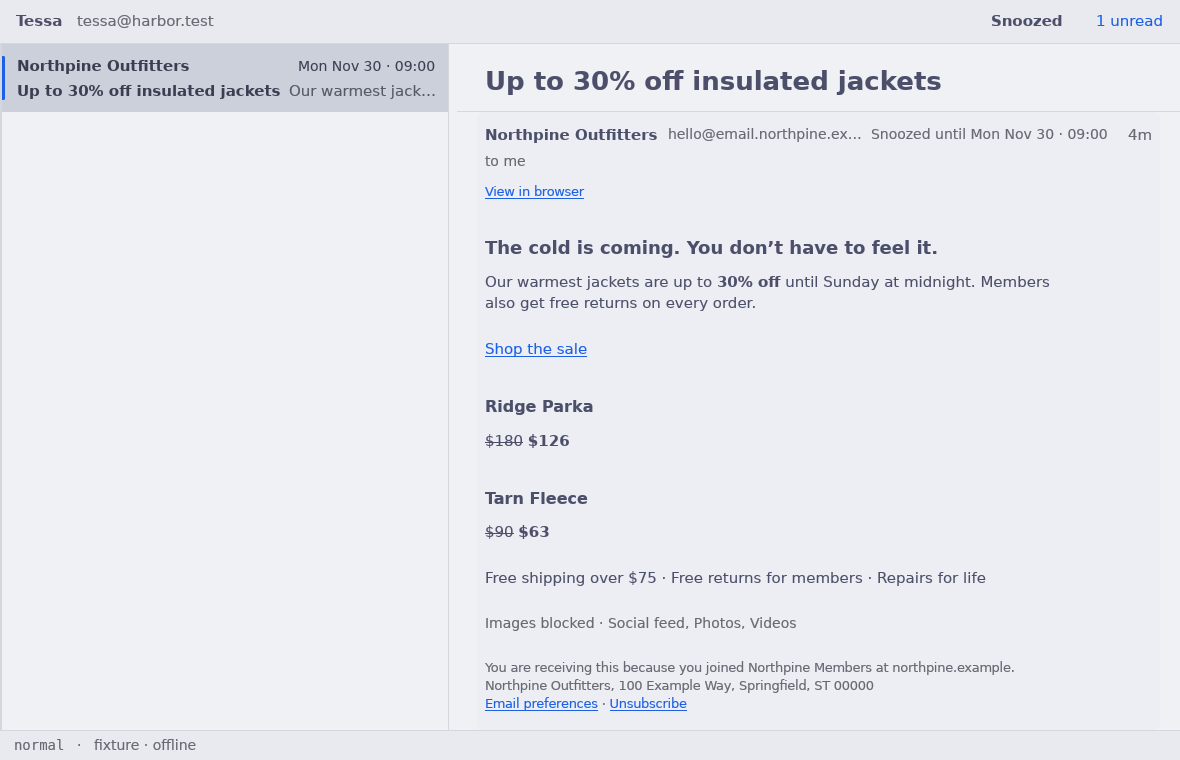 Tessa tessa@harbor.test Snoozed 1 unread
Northpine Outfitters Mon Nov 30 · 09:00
Up to 30% off insulated jackets Our warmest jack…
Up to 30% off insulated jackets
Northpine Outfitters hello@email.northpine.ex… Snoozed until Mon Nov 30 · 09:00 4m
to me
View in browser
The cold is coming. You don’t have to feel it.
Our warmest jackets are up to 30% off until Sunday at midnight. Members
also get free returns on every order.
Shop the sale
Ridge Parka
$180 $126
Tarn Fleece
$90 $63
Free shipping over $75 · Free returns for members · Repairs for life
Images blocked · Social feed, Photos, Videos
You are receiving this because you joined Northpine Members at northpine.example.
Northpine Outfitters, 100 Example Way, Springfield, ST 00000
Email preferences · Unsubscribe
normal · fixture · offline